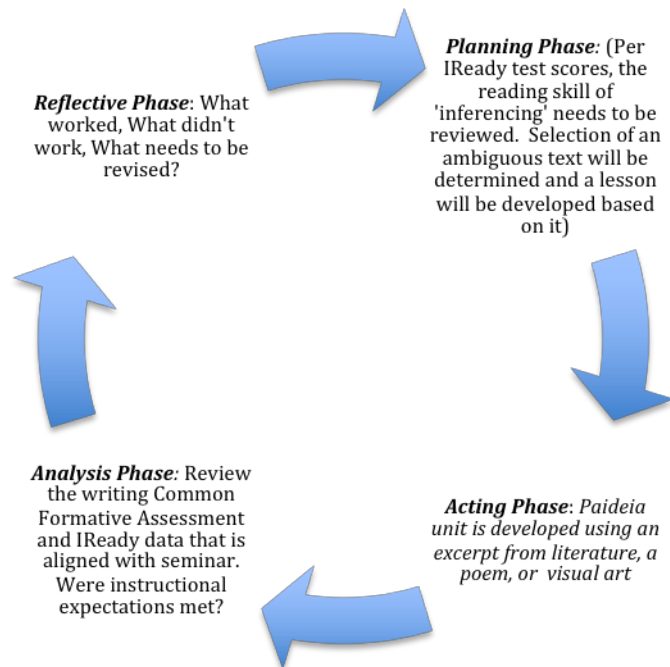 Planning Phase: (Per
IReady test scores, the
reading skill of
'inferencing' needs to be
reviewed. Selection of an
ambiguous text will be
determined and a lesson
will be developed based
on it)
Acting Phase: Paideia
unit is developed using an
excerpt from literature, a
poem, or visual art
Analysis Phase: Review
the writing Common
Formative Assessment
and IReady data that is
aligned with seminar.
Were instructional
expectations met?
Reflective Phase: What
worked, What didn't
work, What needs to be
revised?